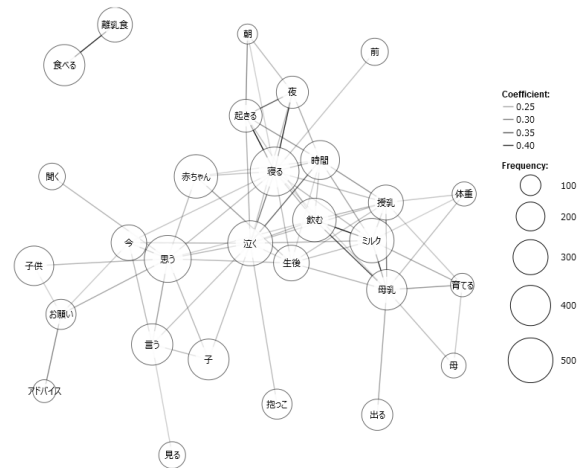 離乳食
食べる
朝
前
夜
起きる
時間
寝る
聞く
赤ちゃん
授乳
体重
飲む
今
泣く
ミルク
思う
生後
子供
母乳
育てる
お願い
言う
子
母
アドバイス
抱っこ
出る
見る
Coefficient:
0.25
0.30
0.35
0.40
Frequency:
100
200
300
400
500